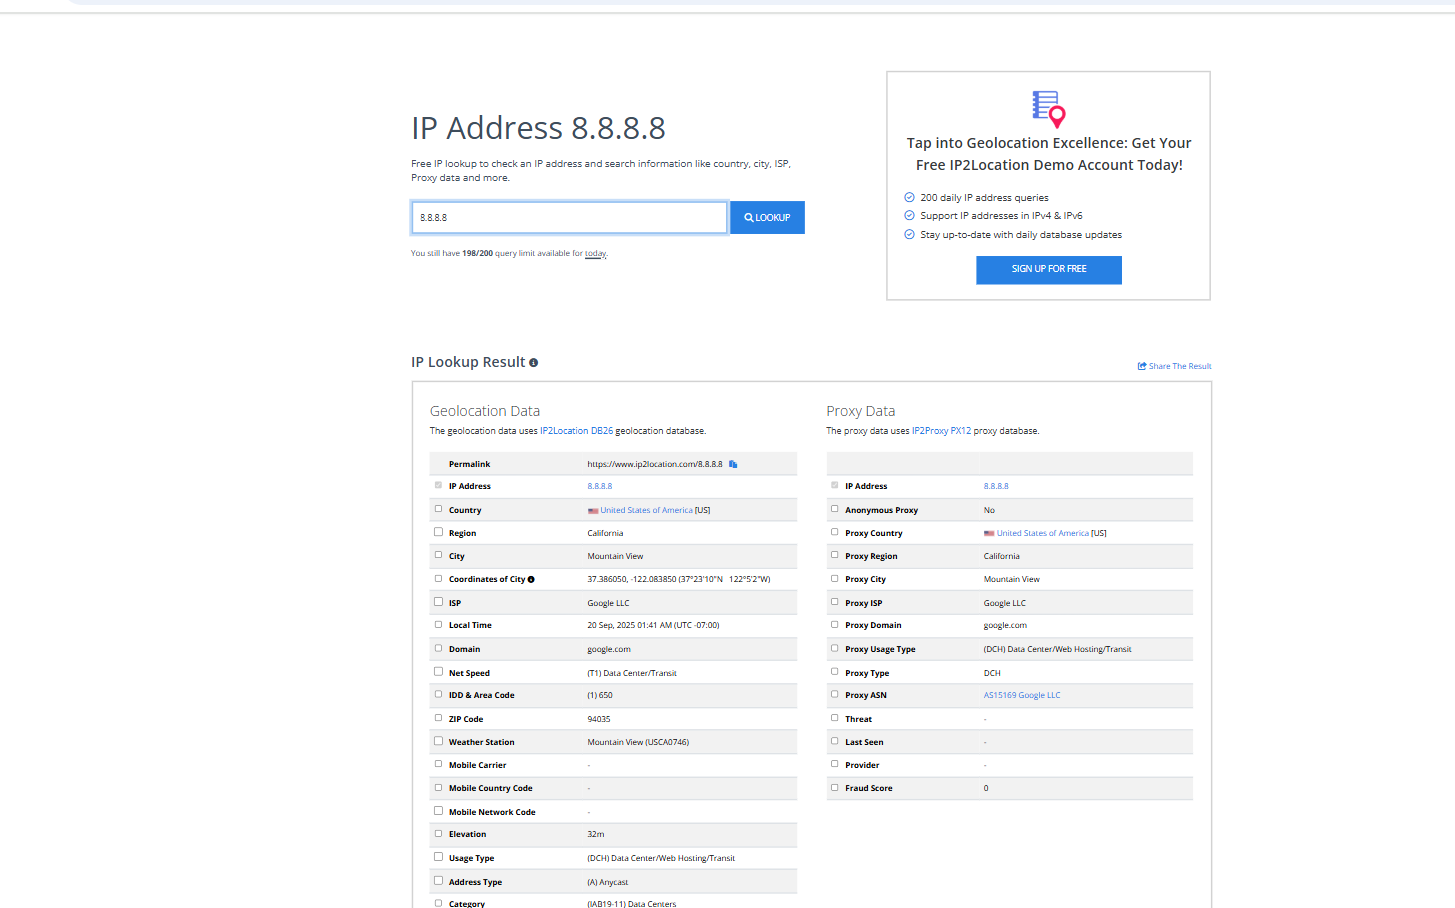 IP Address 8.8.8.8
Free IP lookup to check an IP address and search information like country, city, ISP,
Proxy data and more.
8.8.8.8
LOOKUP
You still have 198/200 query limit available for today.
Tap into Geolocation Excellence: Get Your
Free IP2Location Demo Account Today!
200 daily IP address queries
Support IP addresses in IPv4 & IPv6
Stay up-to-date with daily database updates
SIGN UP FOR FREE
IP Lookup Result
Share The Result
Geolocation Data
The geolocation data uses IP2Location DB26 geolocation database.
Permalink https://www.ip2location.com/8.8.8.8
IP Address 8.8.8.8
Country United States of America [US]
Region California
City Mountain View
Coordinates of City 37.386050, -122.083850 (37°23'10"N 122°5'2"W)
ISP Google LLC
Local Time 20 Sep, 2025 01:41 AM (UTC -07:00)
Domain google.com
Net Speed (T1) Data Center/Transit
IDD & Area Code (1) 650
ZIP Code 94035
Weather Station Mountain View (USCA0746)
Mobile Carrier -
Mobile Country Code -
Mobile Network Code -
Elevation 32m
Usage Type (DCH) Data Center/Web Hosting/Transit
Address Type (A) Anycast
Category (IAB19-11) Data Centers
Proxy Data
The proxy data uses IP2Proxy PX12 proxy database.
IP Address 8.8.8.8
Anonymous Proxy No
Proxy Country United States of America [US]
Proxy Region California
Proxy City Mountain View
Proxy ISP Google LLC
Proxy Domain google.com
Proxy Usage Type (DCH) Data Center/Web Hosting/Transit
Proxy Type DCH
Proxy ASN AS15169 Google LLC
Threat -
Last Seen -
Provider -
Fraud Score 0